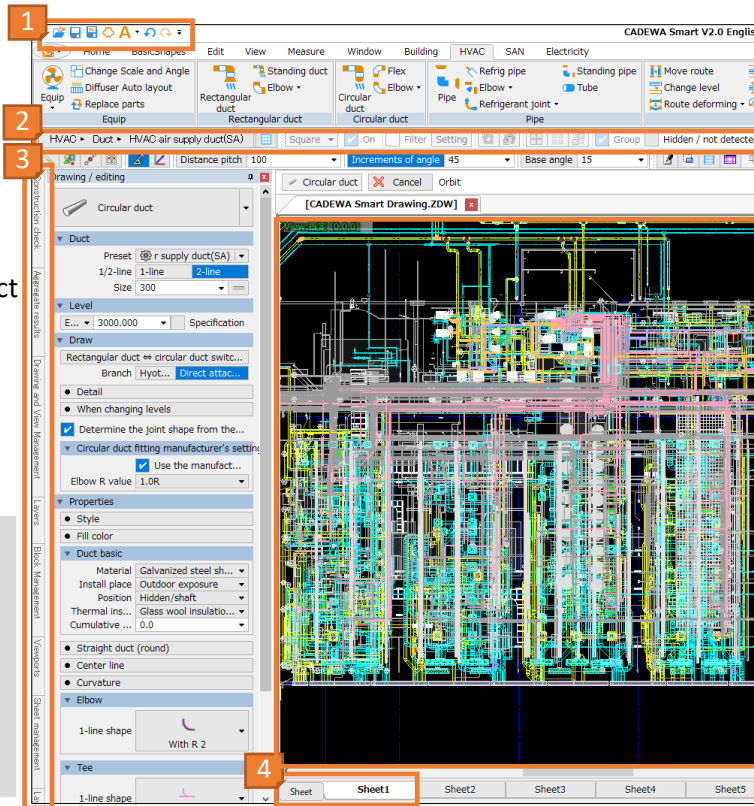 1
CADEWA Smart V2.0 Englis
Home BasicShapes Edit View Measure Window Building HVAC SAN Electricity
Equip
Change Scale and Angle
Diffuser Auto layout
Replace parts
Equip
Rectangular duct
Standing duct
Elbow
Rectangular duct
Circular duct
Flex
Elbow
Circular duct
Pipe
Refrig pipe
Elbow
Refrigerant joint
Standing pipe
Tube
Pipe
Move route
Change level
Route deforming
2
HVAC Duct HVAC air supply duct(SA) Square On Filter Setting Group Hidden / not detecte
3
Distance pitch 100 Increments of angle 45 Base angle 15
Drawing / editing
Circular duct Cancel Orbit
[CADEWA Smart Drawing.ZDW]
Construction check
Aggregate results
Drawing and View Management
Layers
Block Management
Viewports
Sheet management
La
ct
Circular duct
Duct
Preset r supply duct(SA)
1/2-line 1-line 2-line
Size 300
Level
E... 3000.000 Specification
Draw
Rectangular duct ⇔ circular duct switc...
Branch Hyot... Direct attac...
Detail
When changing levels
Determine the joint shape from the...
Circular duct fitting manufacturer's setting
Use the manufact...
Elbow R value 1.0R
Properties
Style
Fill color
Duct basic
Material Galvanized steel sh...
Install place Outdoor exposure
Position Hidden/shaft
Thermal ins... Glass wool insulatio...
Cumulative ... 0.0
Straight duct (round)
Center line
Curvature
Elbow
1-line shape
With R 2
Tee
1-line shape
4
Sheet Sheet1 Sheet2 Sheet3 Sheet4 Sheet5